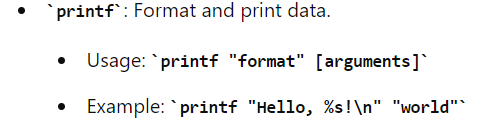 • `printf`: Format and print data.
• Usage: `printf "format" [arguments]`
• Example: `printf "Hello, %s!\n" "world"`